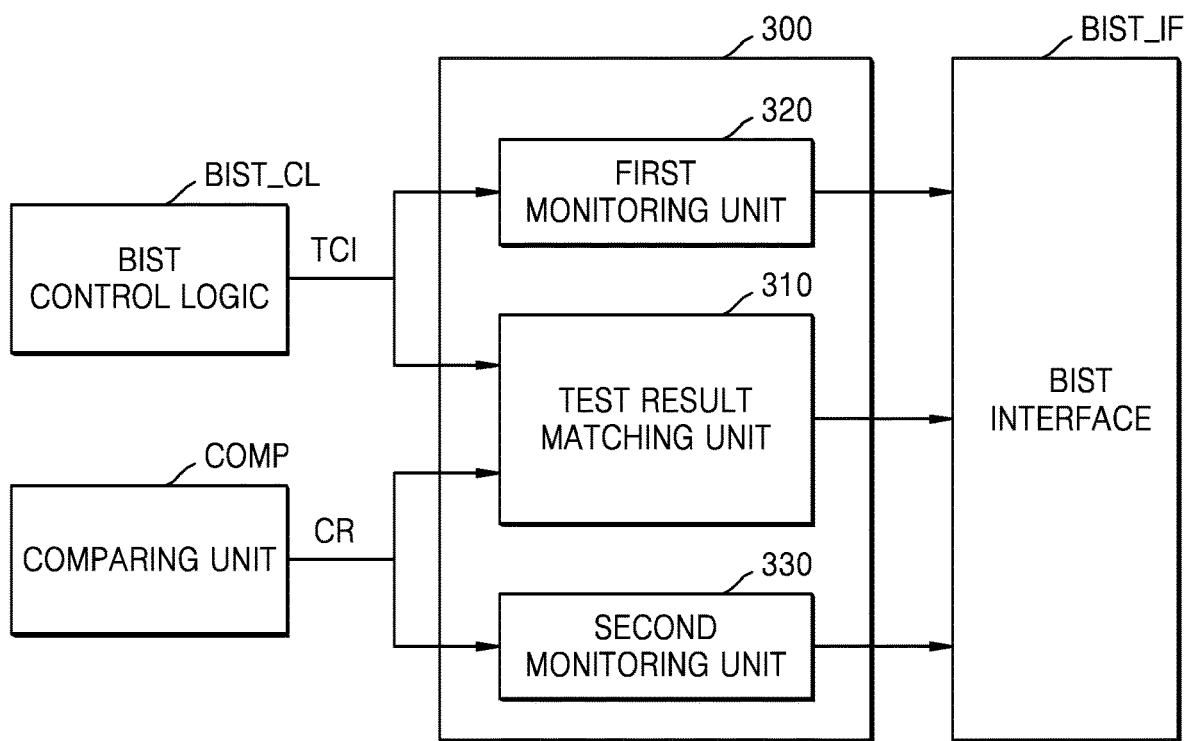 300
BIST_IF
320
FIRST
MONITORING UNIT
BIST_CL
BIST
CONTROL LOGIC
TCI
310
TEST RESULT
MATCHING UNIT
BIST
INTERFACE
COMP
COMPARING UNIT
CR
330
SECOND
MONITORING UNIT